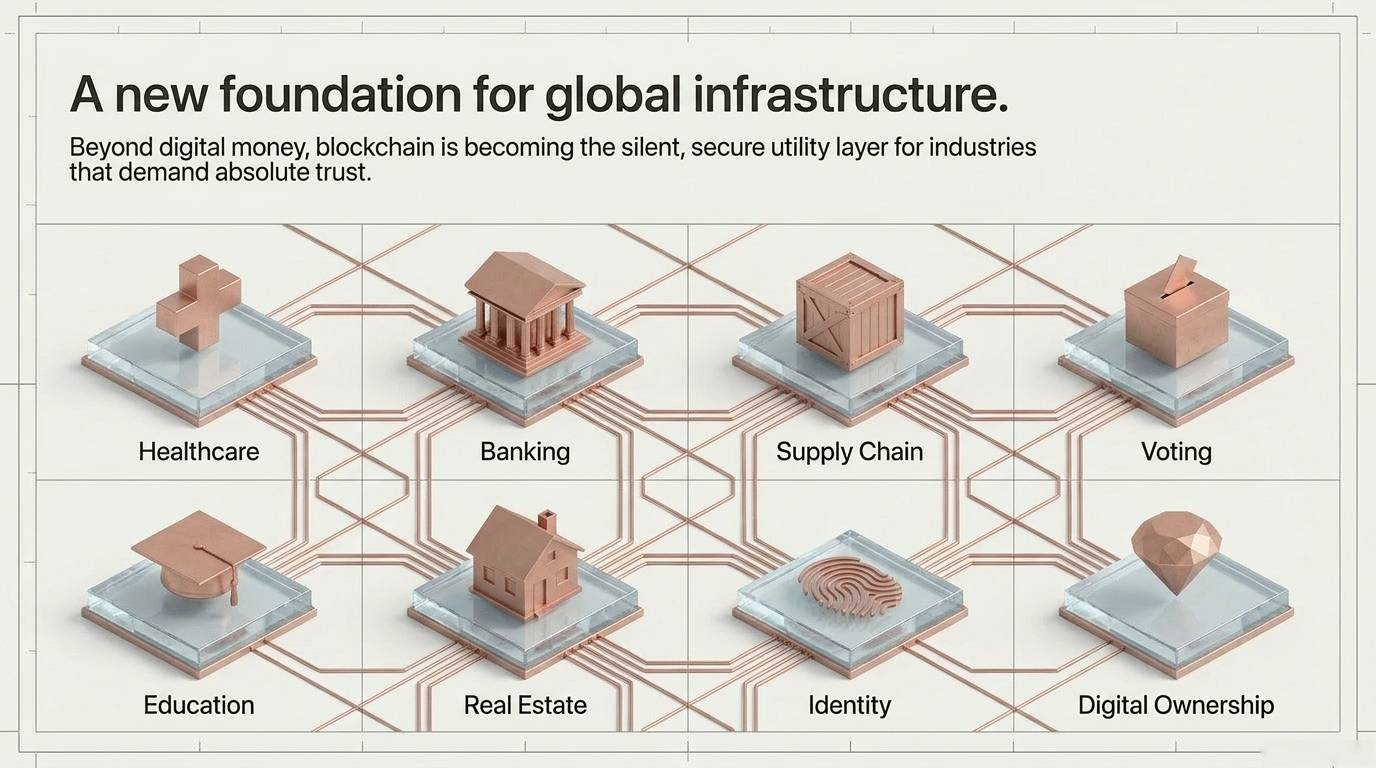 A new foundation for global infrastructure.
Beyond digital money, blockchain is becoming the silent, secure utility layer for industries
that demand absolute trust.
Healthcare
Banking
Supply Chain
Voting
Education
Real Estate
Identity
Digital Ownership